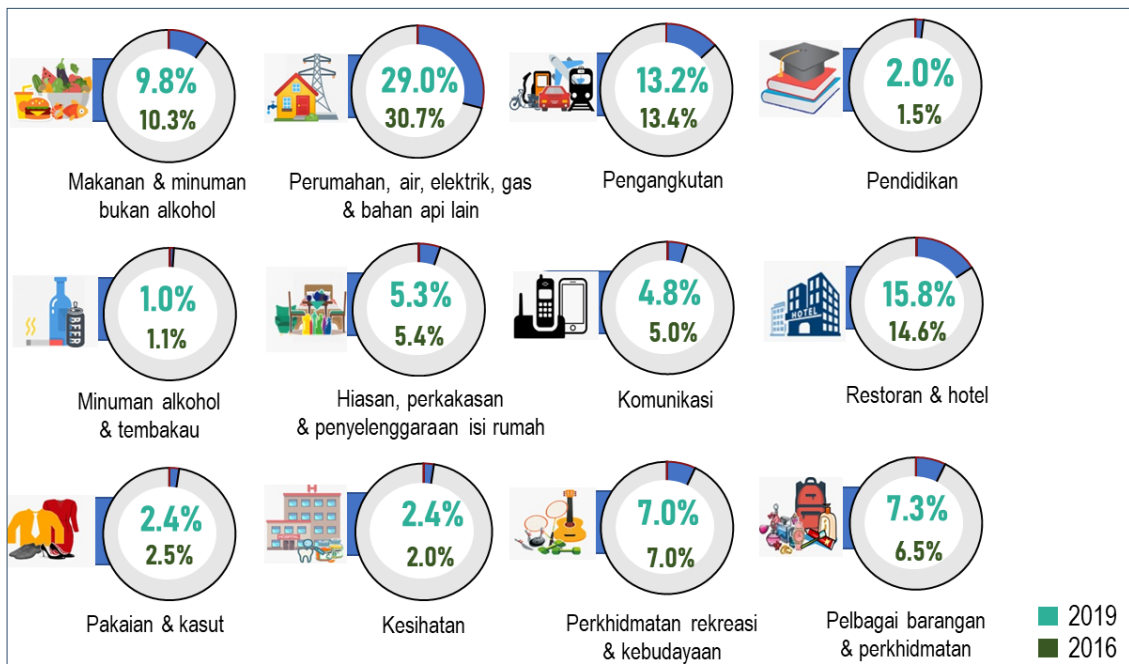 9.8%
10.3%
Makanan & minuman
bukan alkohol
29.0%
30.7%
Perumahan, air, elektrik, gas
& bahan api lain
13.2%
13.4%
Pengangkutan
2.0%
1.5%
Pendidikan
BEER
1.0%
1.1%
Minuman alkohol
& tembakau
5.3%
5.4%
Hiasan, perkakasan
& penyelenggaraan isi rumah
4.8%
5.0%
Komunikasi
HOTEL
15.8%
14.6%
Restoran & hotel
2.4%
2.5%
Pakaian & kasut
H
HOSPITAL
2.4%
2.0%
Kesihatan
7.0%
7.0%
Perkhidmatan rekreasi
& kebudayaan
7.3%
6.5%
Pelbagai barangan
& perkhidmatan
2019
2016